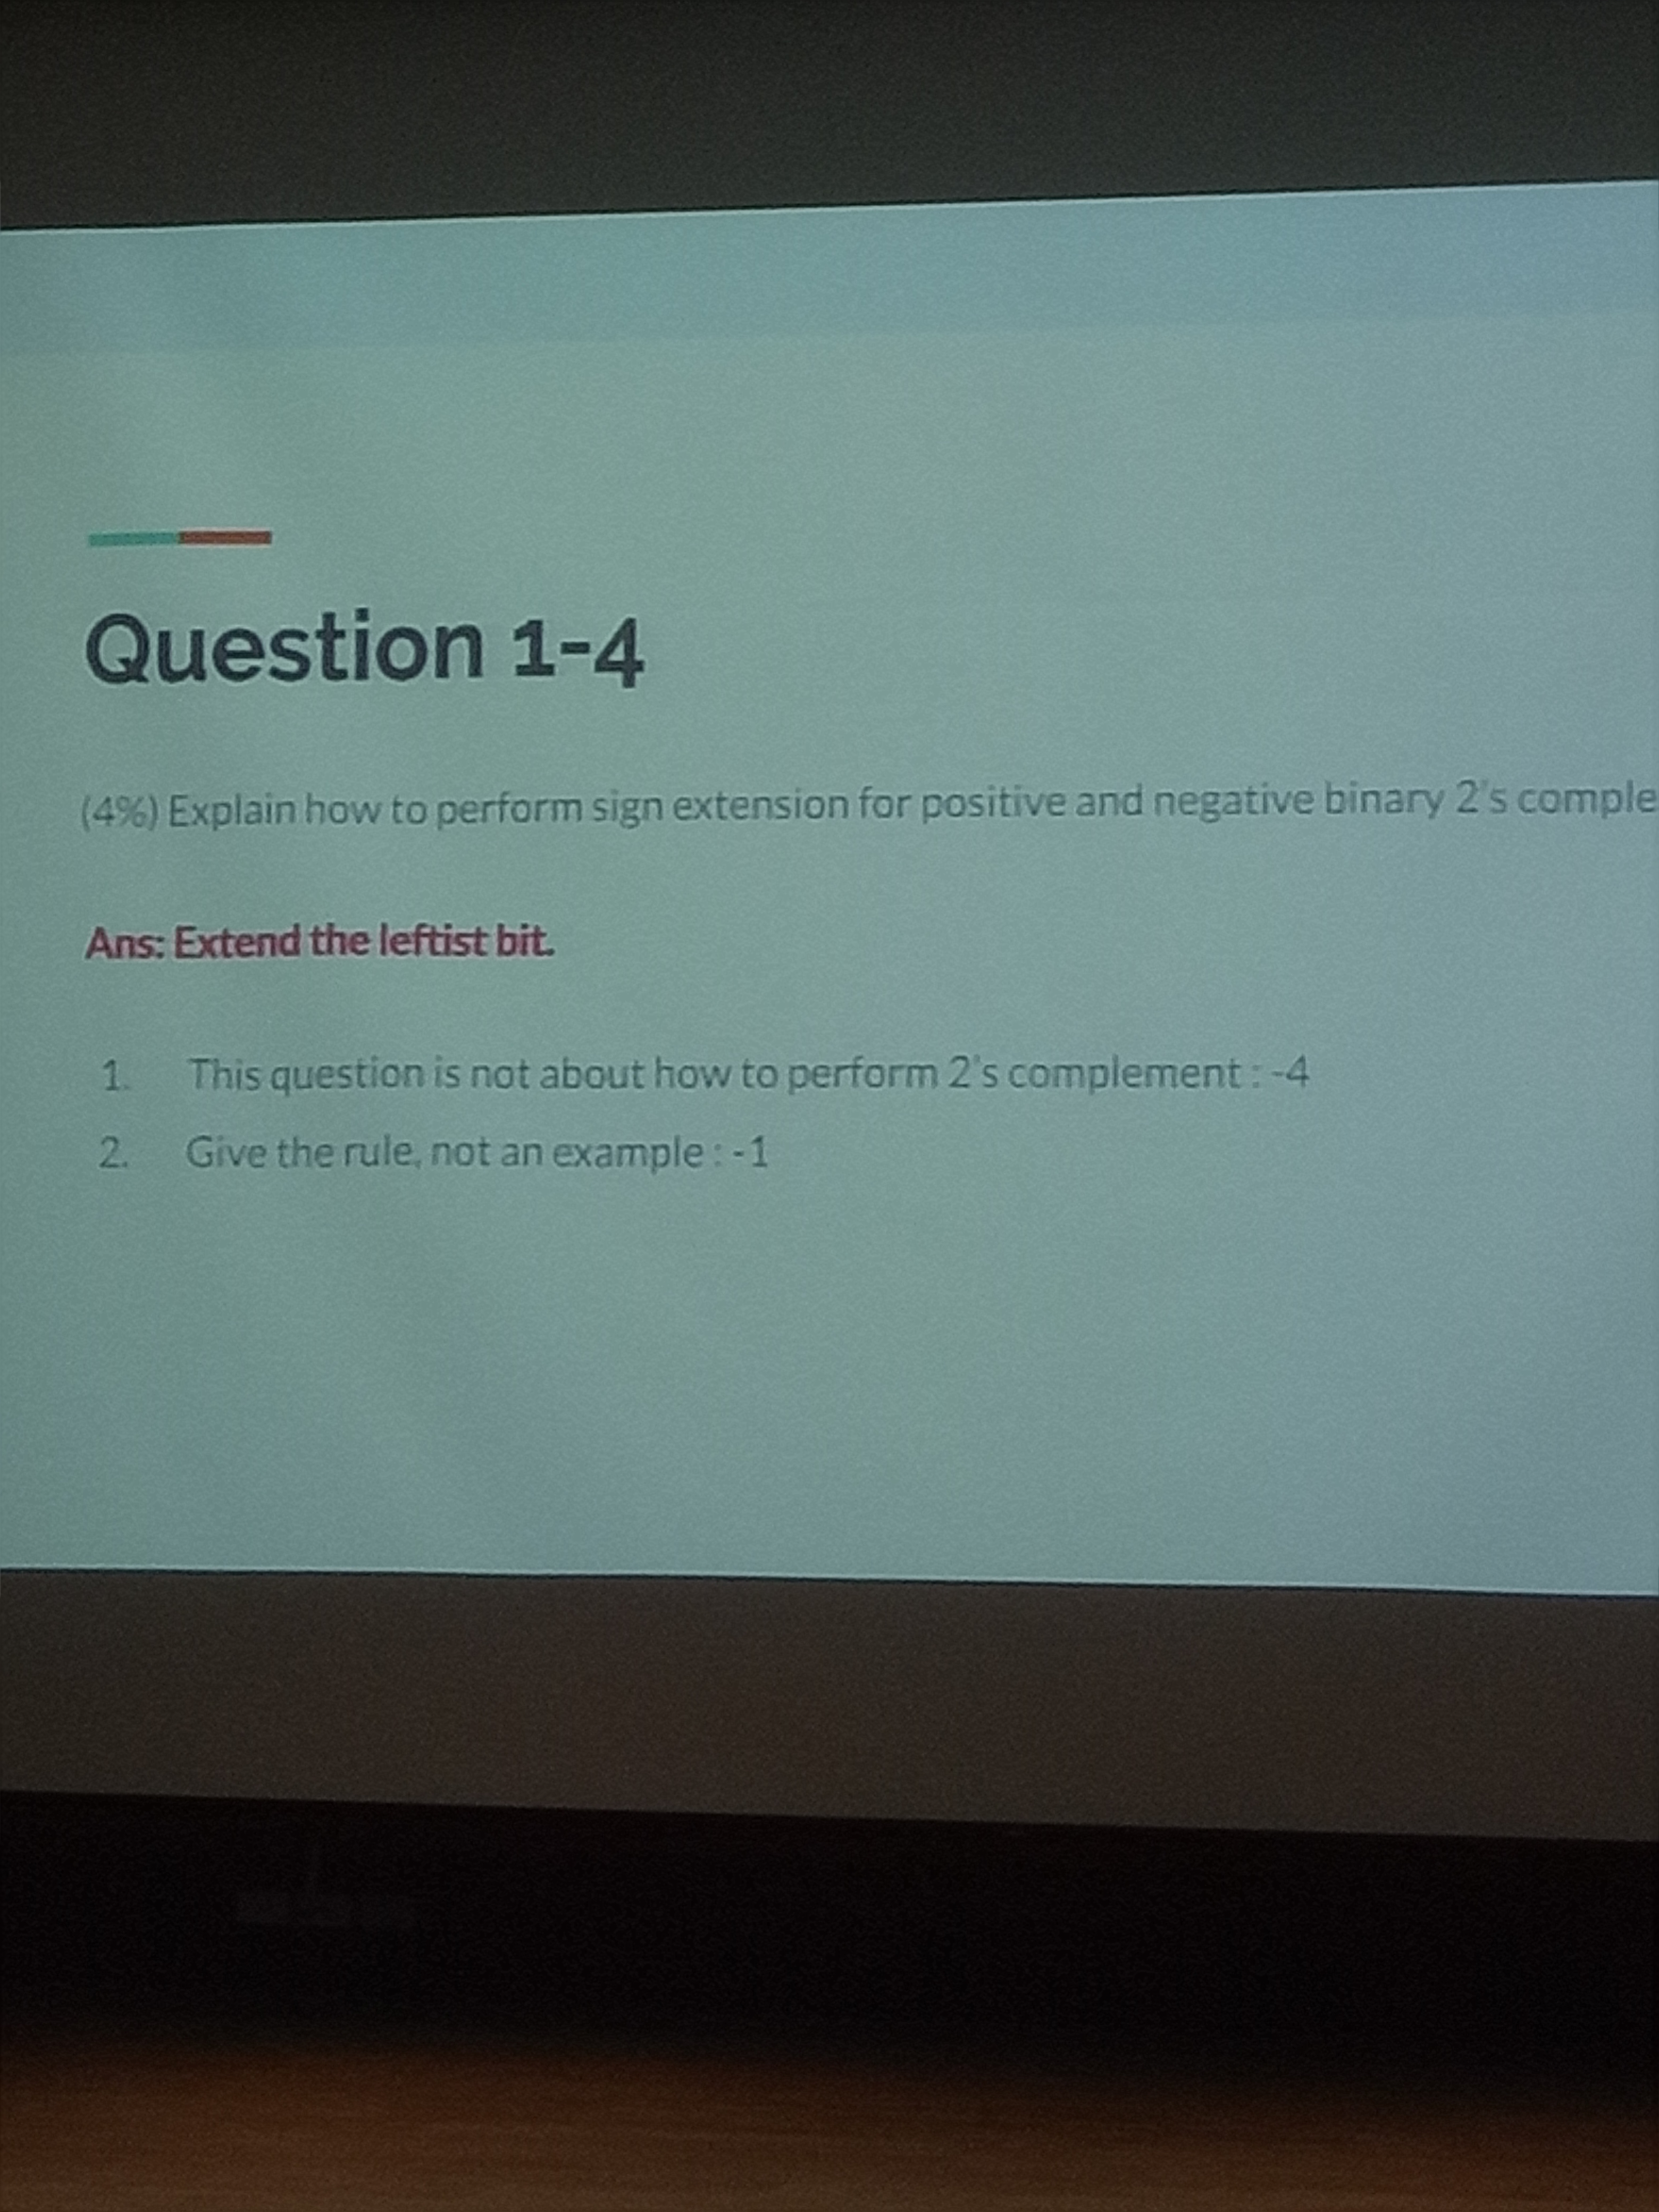 Question 1-4
(4%) Explain how to perform sign extension for positive and negative binary 2's comple
Ans: Extend the leftist bit.
1. This question is not about how to perform 2's complement : -4
2. Give the rule, not an example : -1